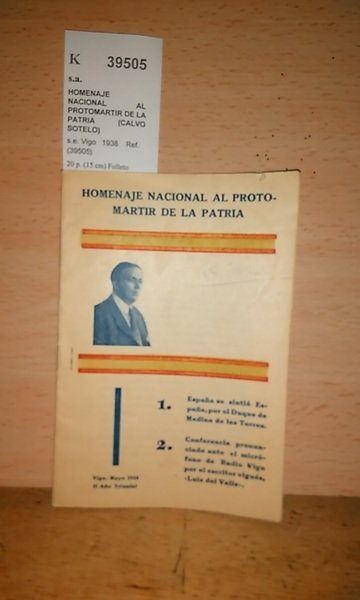 K 39505
s.a.
HOMENAJE
NACIONAL AL
PROTOMARTIR DE LA
PATRIA (CALVO
SOTELO)
s.e. Vigo 1938 Ref.
(39505)
20 p. (15 cm) Folleto
HOMENAJE NACIONAL AL PROTO-
MARTIR DE LA PATRIA
1. España se sintió Es-
paña, por el Duque de
Medina de las Torres.
2. Conferencia pronun-
ciada ante el micró-
fono de Radio Vigo
por el escritor vigués,
«Luis del Valle».
Vigo, Mayo 1938
II Año Triunfal